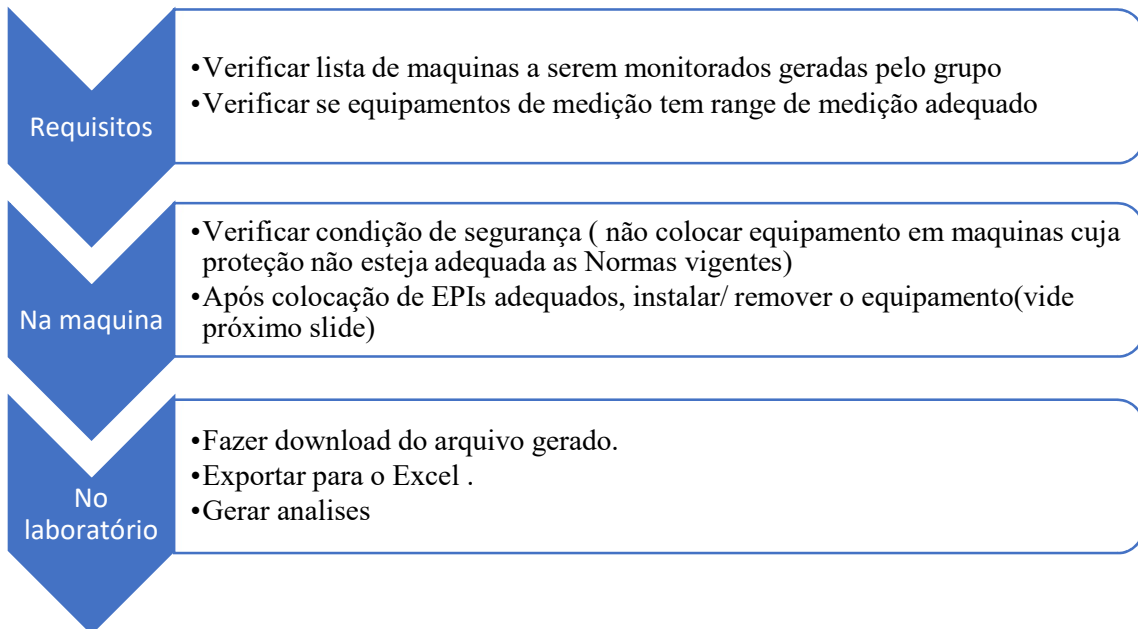 Requisitos
•Verificar lista de maquinas a serem monitorados geradas pelo grupo
•Verificar se equipamentos de medição tem range de medição adequado
Na maquina
•Verificar condição de segurança ( não colocar equipamento em maquinas cuja
proteção não esteja adequada as Normas vigentes)
•Após colocação de EPIs adequados, instalar/ remover o equipamento(vide
próximo slide)
No
laboratório
•Fazer download do arquivo gerado.
•Exportar para o Excel .
•Gerar analises